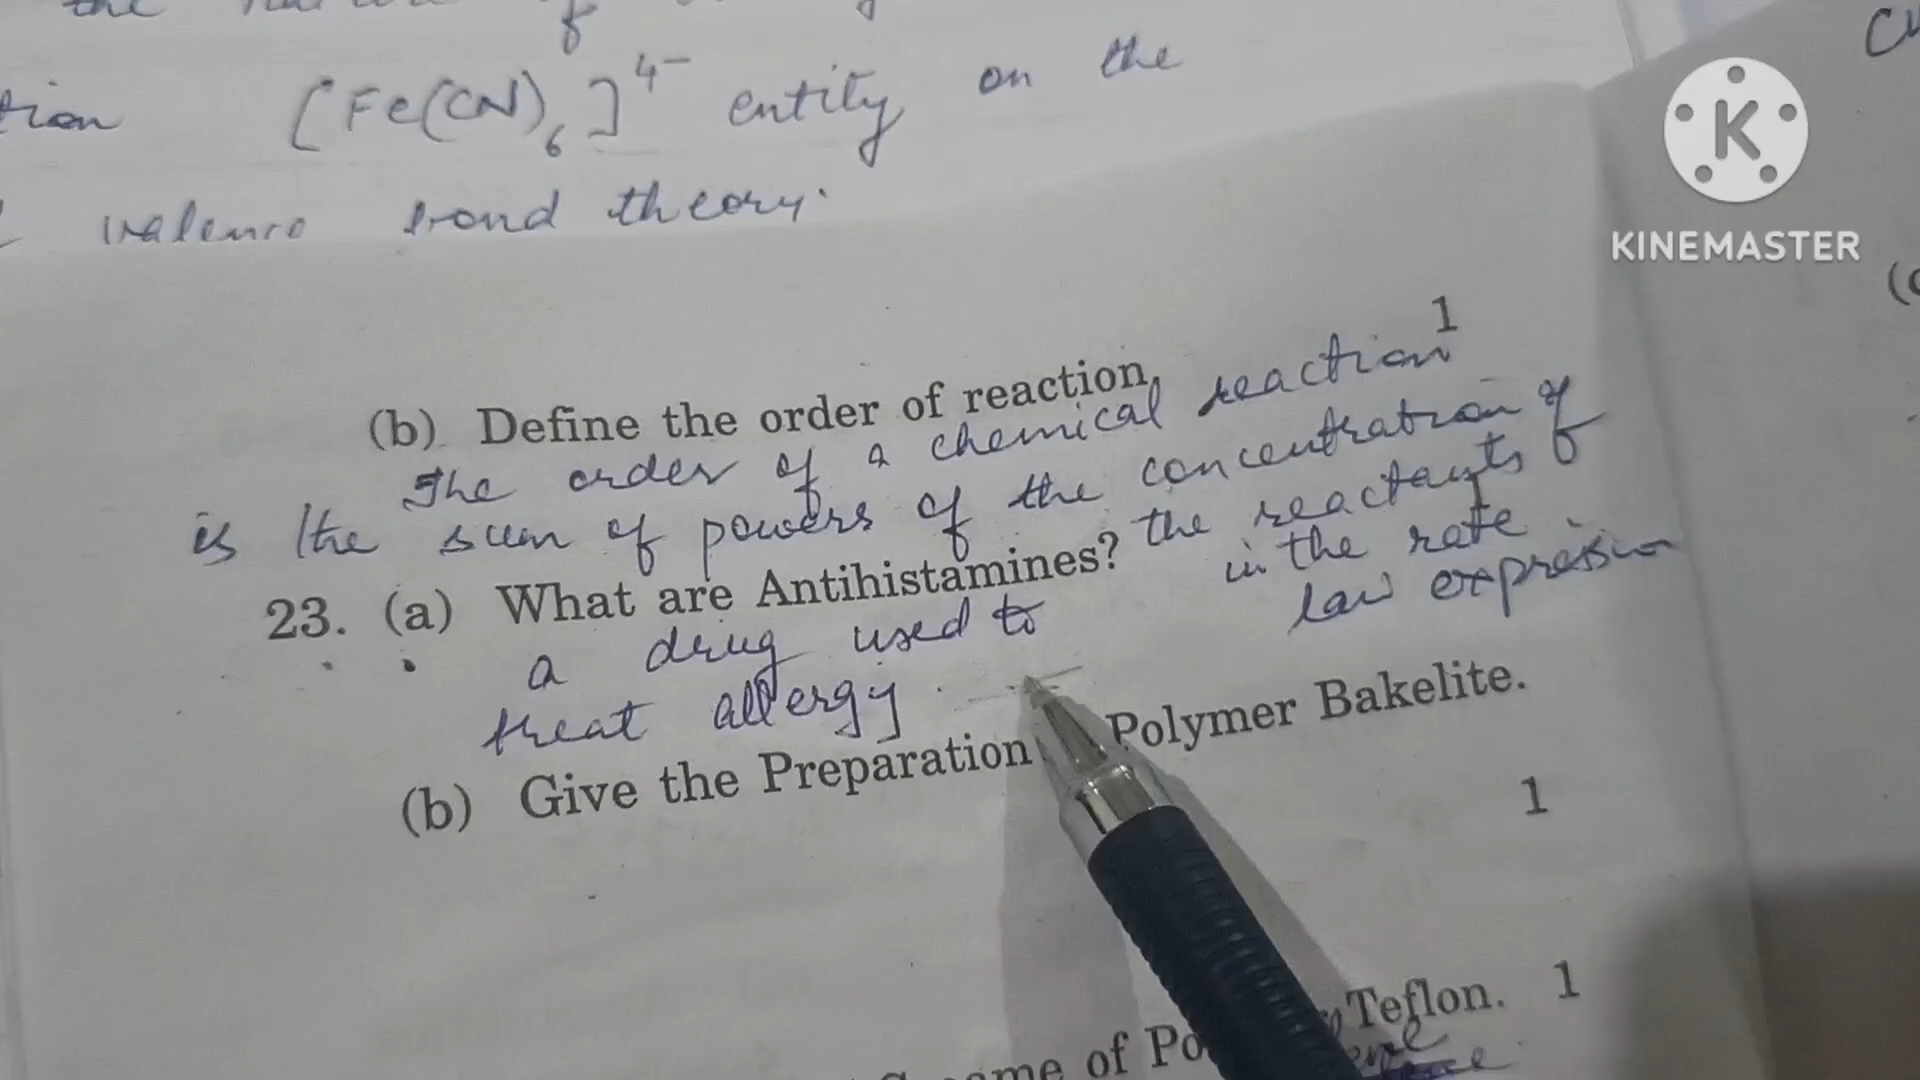 the
tion [Fe(CN)6]4- entity on the
valence bond theory.
KINEMASTER
1
(b) Define the order of reaction.
The order of a chemical reaction
is the sum of powers of the concentration of
the reactants
in the rate
law expression
23. (a) What are Antihistamines?
a drug used to
treat allergy.
(b) Give the Preparation Polymer Bakelite.
1
of Teflon. 1